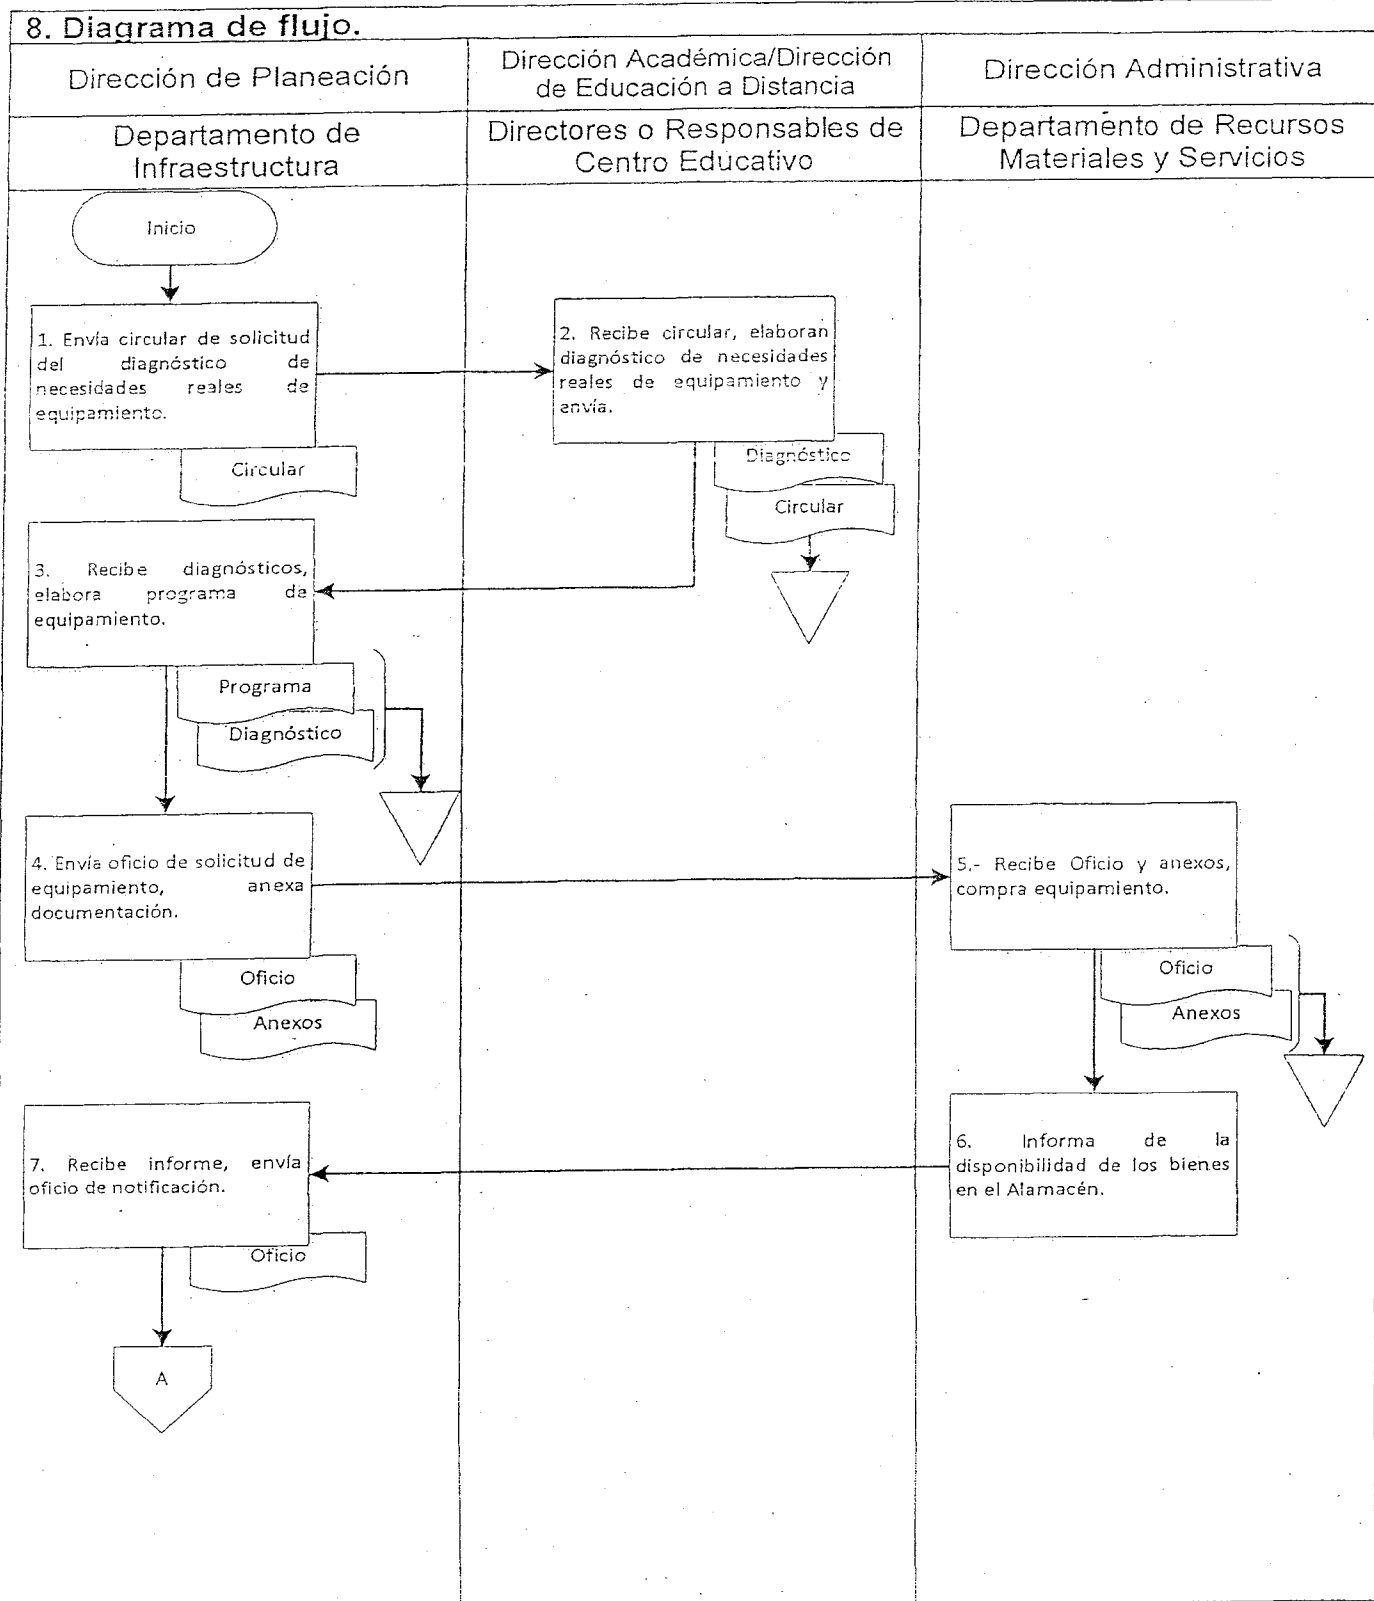 8. Diagrama de flujo.
Dirección de Planeación
Dirección Académica/Dirección
de Educación a Distancia
Dirección Administrativa
Departamento de
Infraestructura
Directores o Responsables de
Centro Educativo
Departamento de Recursos
Materiales y Servicios
Inicio
1. Envía circular de solicitud
del diagnóstico de
necesidades reales de
equipamiento.
Circular
2. Recibe circular, elaboran
diagnóstico de necesidades
reales de equipamiento y
envía.
Diagnóstico
Circular
3. Recibe diagnósticos,
elabora programa de
equipamiento.
Programa
Diagnóstico
4. Envía oficio de solicitud de
equipamiento, anexa
documentación.
Oficio
Anexos
5.- Recibe Oficio y anexos,
compra equipamiento.
Oficio
Anexos
6. Informa de la
disponibilidad de los bienes
en el Alamacén.
7. Recibe informe, envía
oficio de notificación.
Oficio
A